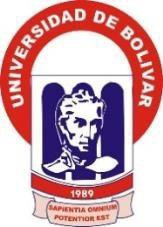 UNIVERSIDAD DE BOLIVAR
1989
SAPIENTIA OMNIUM
POTENTIOR EST